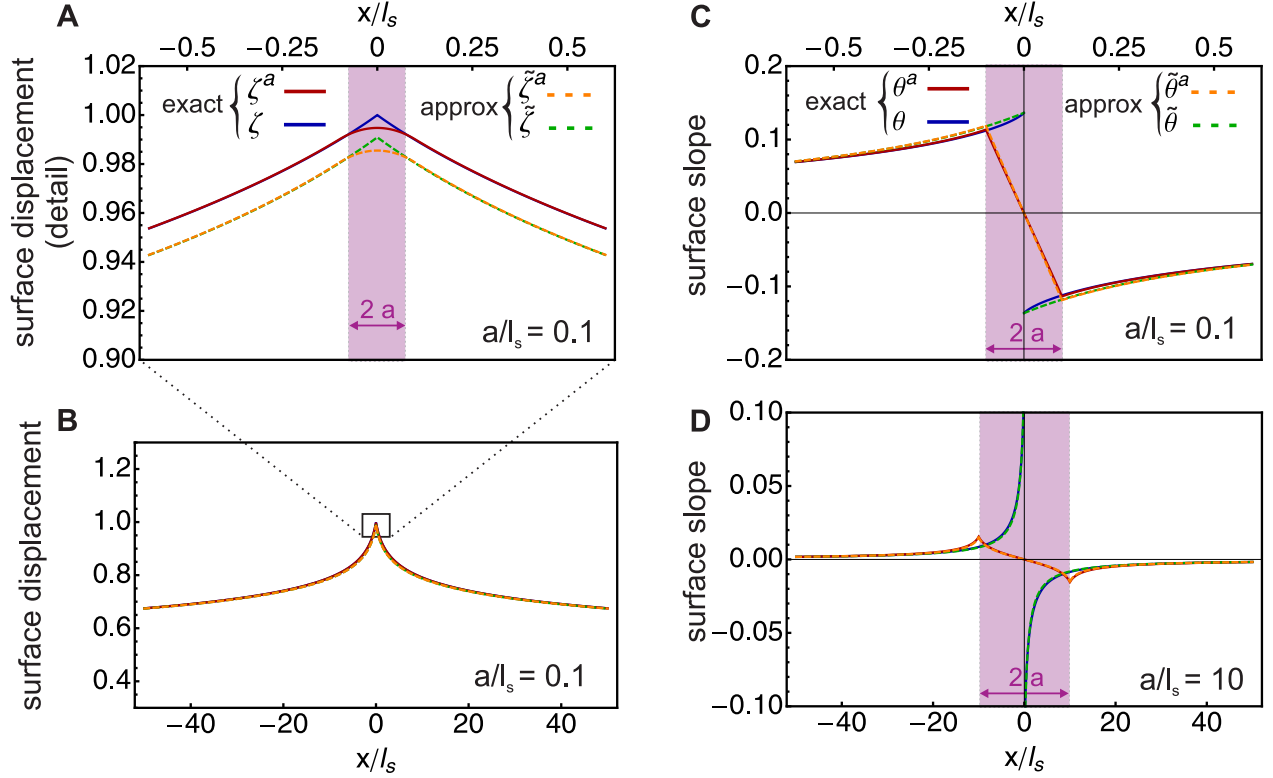 A
x/lₛ
−0.5 −0.25 0 0.25 0.5
surface displacement
(detail)
1.02
1.00
0.98
0.96
0.94
0.92
0.90
exact { ζᵃ
ζ
approx { ζ̃ᵃ
ζ̃
2 a
a/lₛ = 0.1
B
surface displacement
1.2
1.0
0.8
0.6
0.4
a/lₛ = 0.1
−40 −20 0 20 40
x/lₛ
C
x/lₛ
−0.5 −0.25 0 0.25 0.5
surface slope
0.2
0.1
0.0
−0.1
−0.2
exact { θᵃ
θ
approx { θ̃ᵃ
θ̃
2 a
a/lₛ = 0.1
D
surface slope
0.10
0.05
0.00
−0.05
−0.10
2 a
a/lₛ = 10
−40 −20 0 20 40
x/lₛ